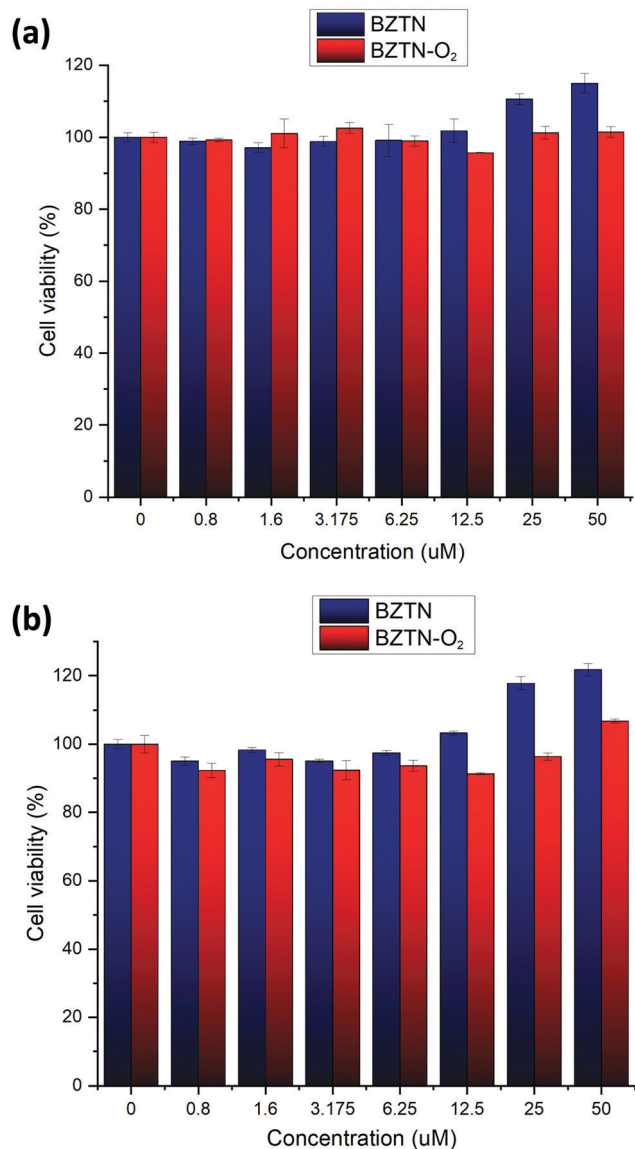 (a)
BZTN
BZTN-O₂
120
100
80
60
40
20
0
Cell viability (%)
0 0.8 1.6 3.175 6.25 12.5 25 50
Concentration (uM)
(b)
BZTN
BZTN-O₂
120
100
80
60
40
20
0
Cell viability (%)
0 0.8 1.6 3.175 6.25 12.5 25 50
Concentration (uM)